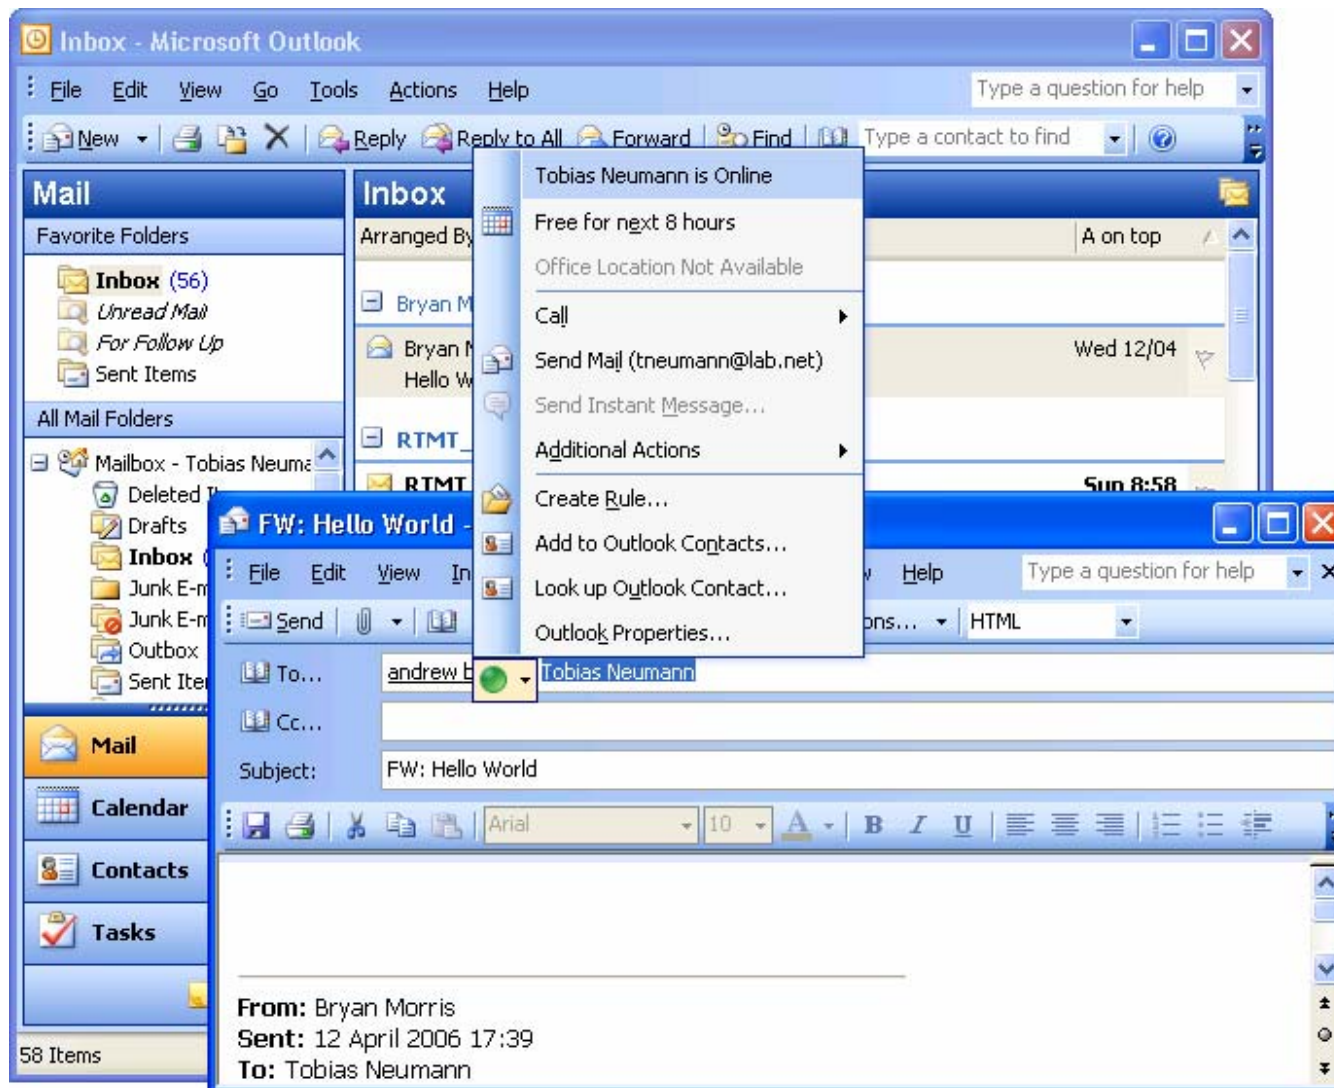 Inbox - Microsoft Outlook
File Edit View Go Tools Actions Help Type a question for help
New Reply Reply to All Forward Find Type a contact to find
Mail
Favorite Folders
Inbox (56)
Unread Mail
For Follow Up
Sent Items
All Mail Folders
Mailbox - Tobias
Deleted
Drafts
Inbox
Junk
Junk
Outbox
Sent
Mail
Calendar
Contacts
Tasks
58 Items
Inbox
Arranged By A on top
Bryan
Bryan Wed 12/04
Hello
RTMT_
RTMT Sun 8:58
Tobias Neumann is Online
Free for next 8 hours
Office Location Not Available
Call
Send Mail (tneumann@lab.net)
Send Instant Message...
Additional Actions
Create Rule...
Add to Outlook Contacts...
Look up Outlook Contact...
Outlook Properties...
FW: Hello World -
File Edit View Help Type a question for help
Send HTML
To... andrew Tobias Neumann
Cc...
Subject: FW: Hello World
Arial 10 A B I U
From: Bryan Morris
Sent: 12 April 2006 17:39
To: Tobias Neumann